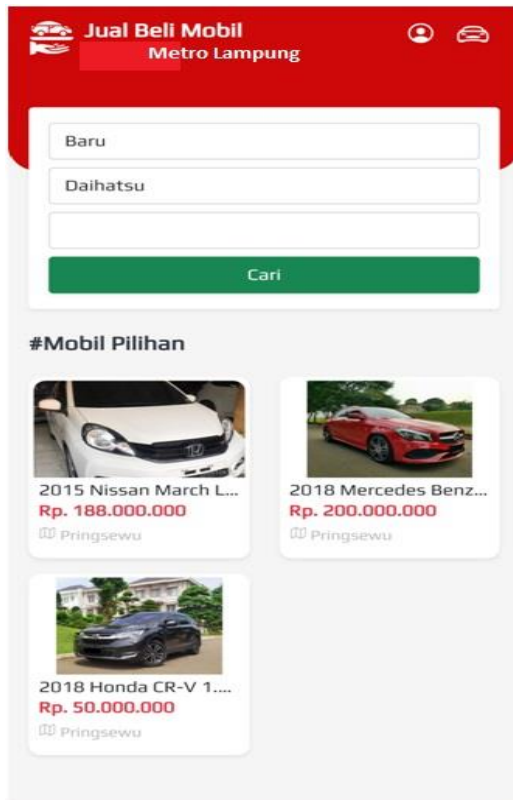 Jual Beli Mobil
Metro Lampung
Baru
Daihatsu
Cari
#Mobil Pilihan
2015 Nissan March L...
Rp. 188.000.000
Pringsewu
2018 Mercedes Benz...
Rp. 200.000.000
Pringsewu
2018 Honda CR-V 1....
Rp. 50.000.000
Pringsewu